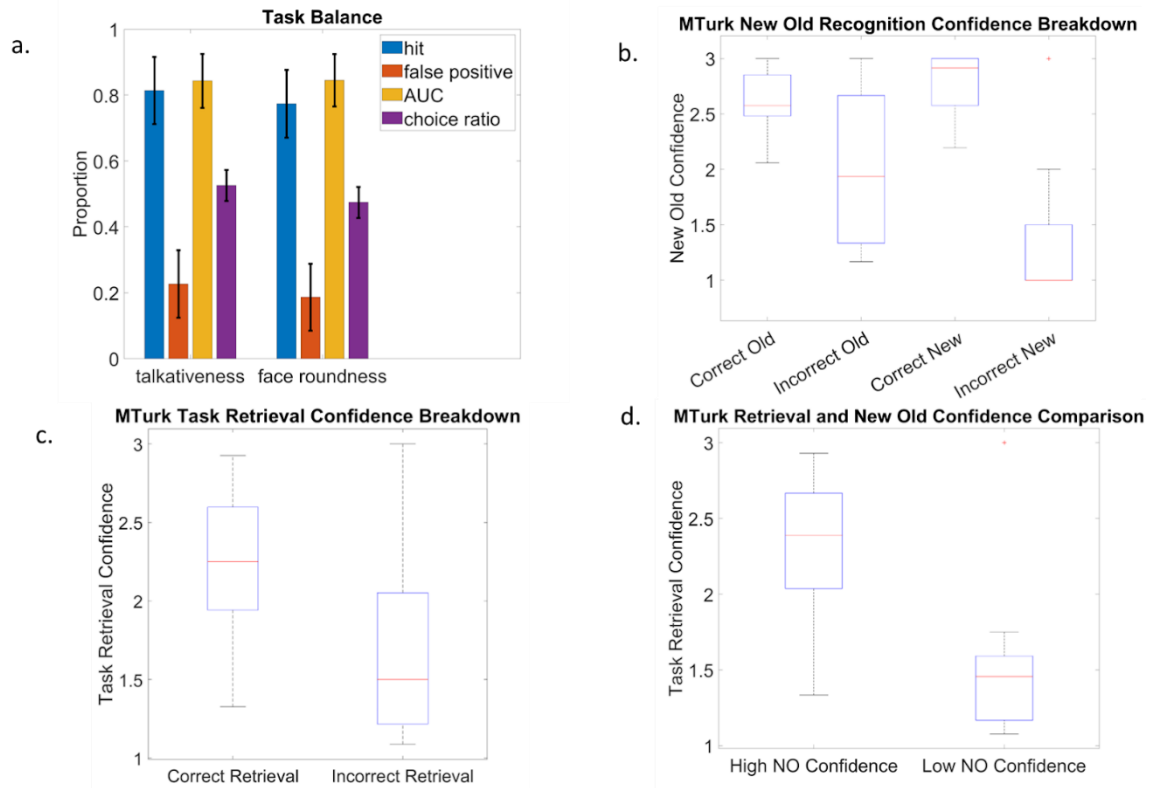 a.
Task Balance
1
0.8
0.6
0.4
0.2
0
Proportion
hit
false positive
AUC
choice ratio
talkativeness
face roundness
b.
MTurk New Old Recognition Confidence Breakdown
3
2.5
2
1.5
1
New Old Confidence
Correct Old
Incorrect Old
Correct New
Incorrect New
c.
MTurk Task Retrieval Confidence Breakdown
3
2.5
2
1.5
1
Task Retrieval Confidence
Correct Retrieval
Incorrect Retrieval
d.
MTurk Retrieval and New Old Confidence Comparison
3
2.5
2
1.5
1
Task Retrieval Confidence
High NO Confidence
Low NO Confidence